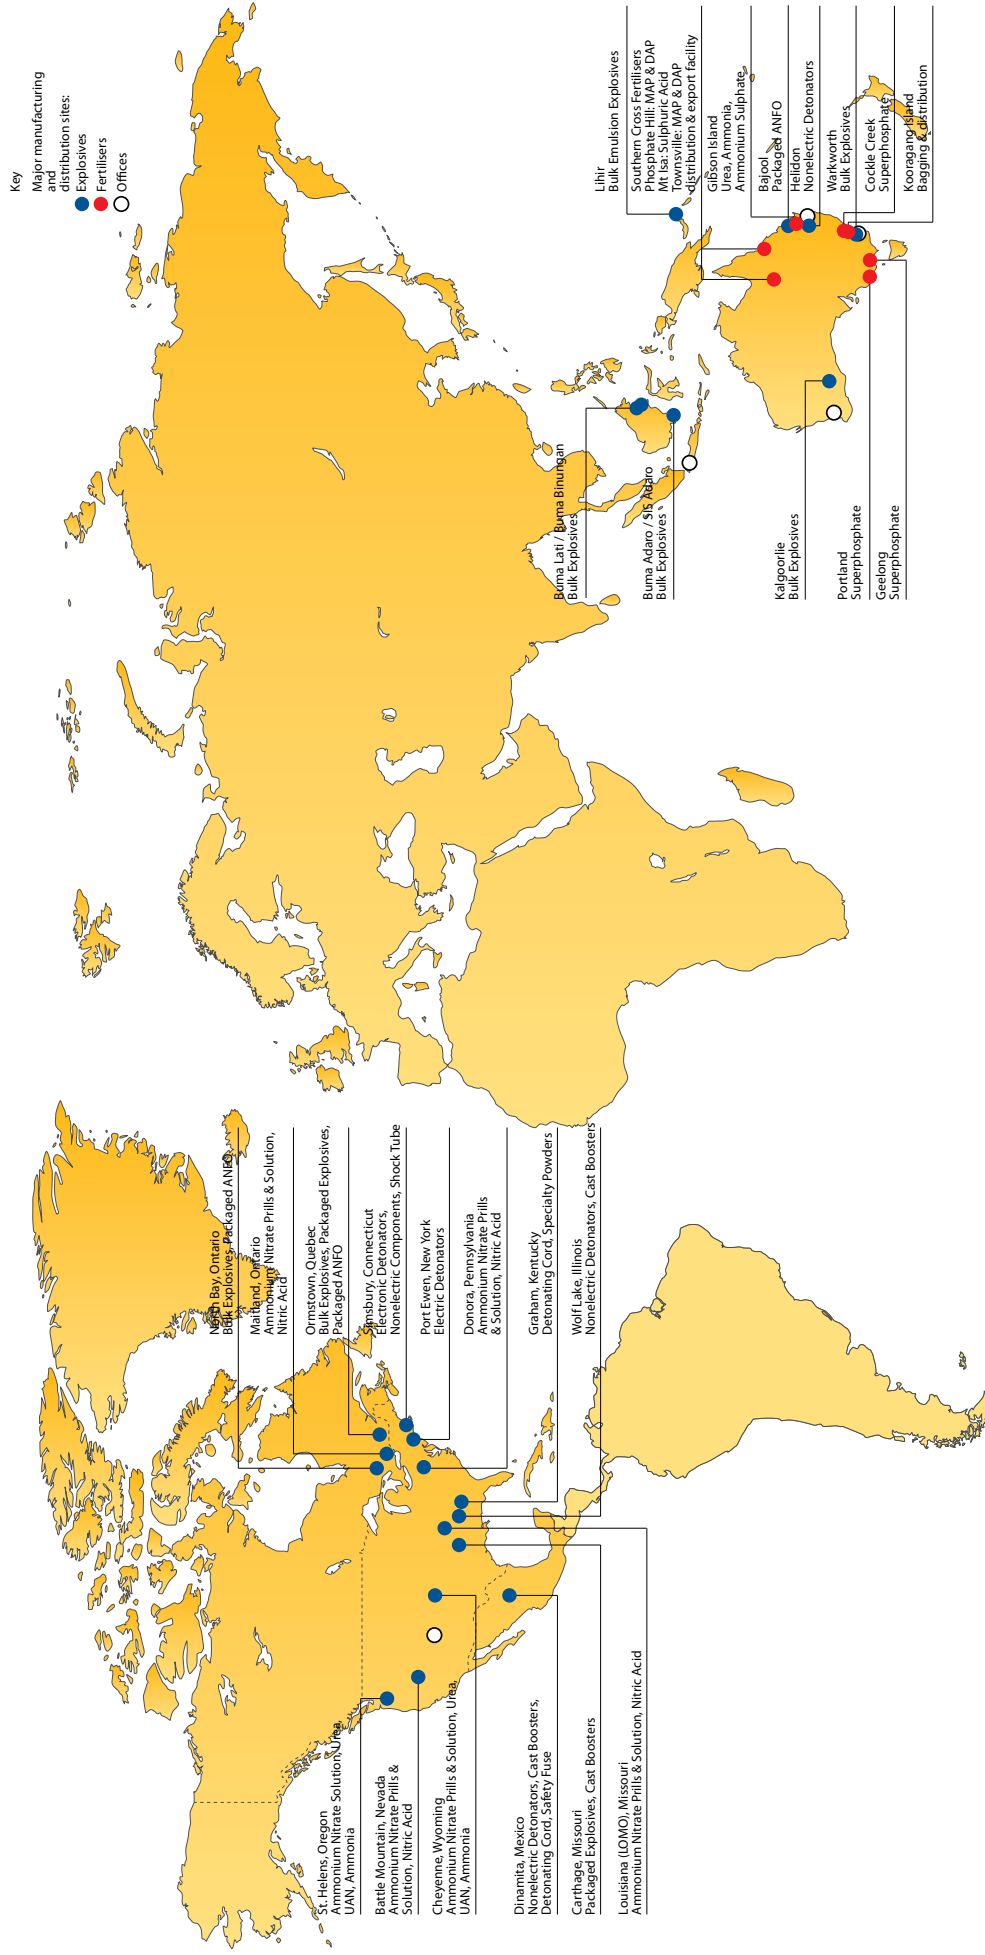 Key
Major manufacturing
and
distribution sites:
Explosives
Fertilisers
Offices
St. Helens, Oregon
Ammonium Nitrate Solution, Urea,
UAN, Ammonia
Battle Mountain, Nevada
Ammonium Nitrate Prills &
Solution, Nitric Acid
Cheyenne, Wyoming
Ammonium Nitrate Prills & Solution, Urea,
UAN, Ammonia
Dinamita, Mexico
Nonelectric Detonators, Cast Boosters,
Detonating Cord, Safety Fuse
Carthage, Missouri
Packaged Explosives, Cast Boosters
Louisiana (LOMO), Missouri
Ammonium Nitrate Prills & Solution, Nitric Acid
North Bay, Ontario
Bulk Explosives, Packaged ANFO
Maitland, Ontario
Ammonium Nitrate Prills & Solution,
Nitric Acid
Ormstown, Quebec
Bulk Explosives, Packaged Explosives,
Packaged ANFO
Simsbury, Connecticut
Electronic Detonators,
Nonelectric Components, Shock Tube
Port Ewen, New York
Electric Detonators
Donora, Pennsylvania
Ammonium Nitrate Prills
& Solution, Nitric Acid
Graham, Kentucky
Detonating Cord, Specialty Powders
Wolf Lake, Illinois
Nonelectric Detonators, Cast Boosters
Buma Lati / Buma Binungan
Bulk Explosives
Buma Adaro / SIS Adaro
Bulk Explosives
Kalgoorlie
Bulk Explosives
Portland
Superphosphate
Geelong
Superphosphate
Lihir
Bulk Emulsion Explosives
Southern Cross Fertilisers
Phosphate Hill: MAP & DAP
Mt Isa: Sulphuric Acid
Townsville: MAP & DAP
distribution & export facility
Gibson Island
Urea, Ammonia,
Ammonium Sulphate
Bajool
Packaged ANFO
Helidon
Nonelectric Detonators
Warkworth
Bulk Explosives
Cockle Creek
Superphosphate
Kooragang Island
Bagging & distribution